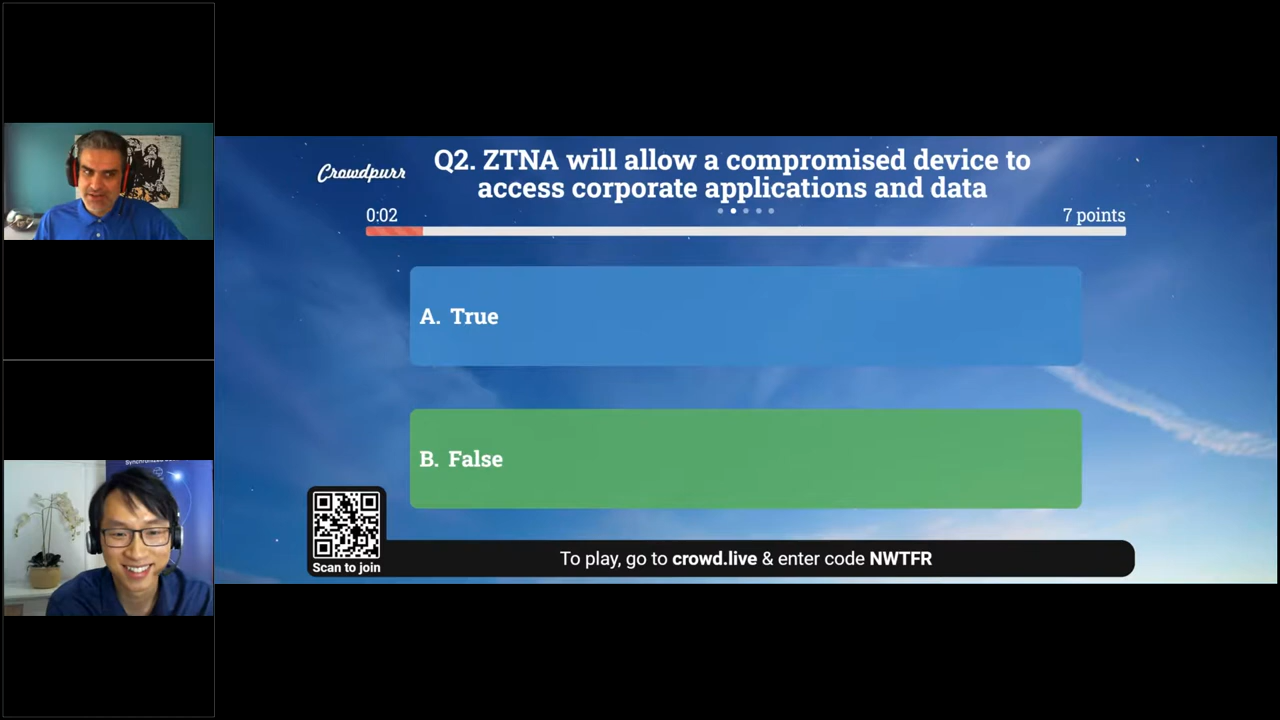 Crowdpurr
Q2. ZTNA will allow a compromised device to
access corporate applications and data
0:02
7 points
A. True
B. False
Scan to join
To play, go to crowd.live & enter code NWTFR